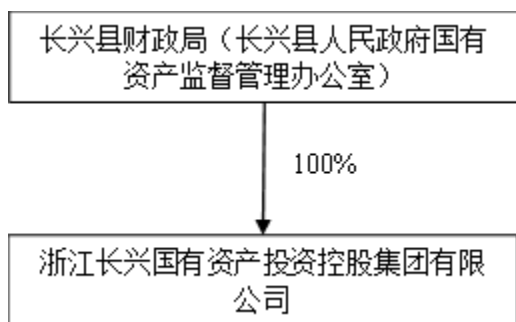 长兴县财政局（长兴县人民政府国有
资产监督管理办公室）
100%
浙江长兴国有资产投资控股集团有限
公司